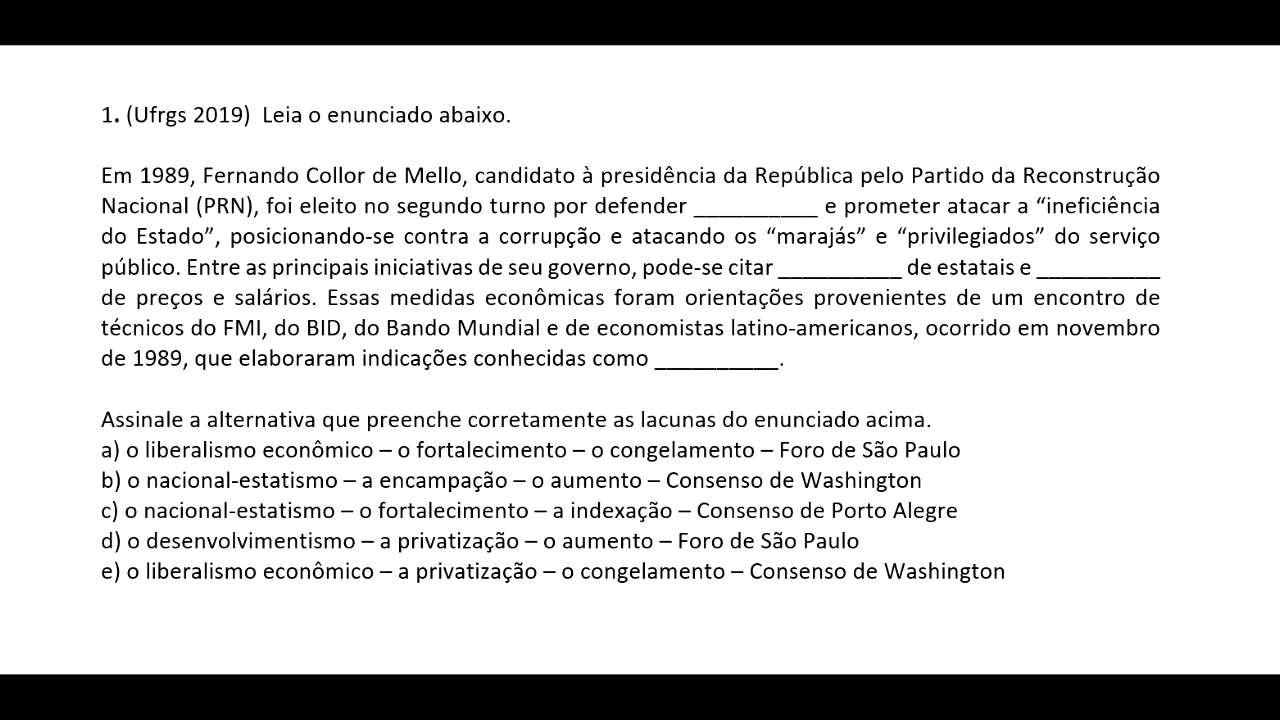 1. (Ufrgs 2019)  Leia o enunciado abaixo.
Em 1989, Fernando Collor de Mello, candidato à presidência da República pelo Partido da Reconstrução
Nacional (PRN), foi eleito no segundo turno por defender __________ e prometer atacar a “ineficiência
do Estado”, posicionando-se contra a corrupção e atacando os “marajás” e “privilegiados” do serviço
público. Entre as principais iniciativas de seu governo, pode-se citar __________ de estatais e __________
de preços e salários. Essas medidas econômicas foram orientações provenientes de um encontro de
técnicos do FMI, do BID, do Bando Mundial e de economistas latino-americanos, ocorrido em novembro
de 1989, que elaboraram indicações conhecidas como __________.
Assinale a alternativa que preenche corretamente as lacunas do enunciado acima.
a) o liberalismo econômico – o fortalecimento – o congelamento – Foro de São Paulo
b) o nacional-estatismo – a encampação – o aumento – Consenso de Washington
c) o nacional-estatismo – o fortalecimento – a indexação – Consenso de Porto Alegre
d) o desenvolvimentismo – a privatização – o aumento – Foro de São Paulo
e) o liberalismo econômico – a privatização – o congelamento – Consenso de Washington